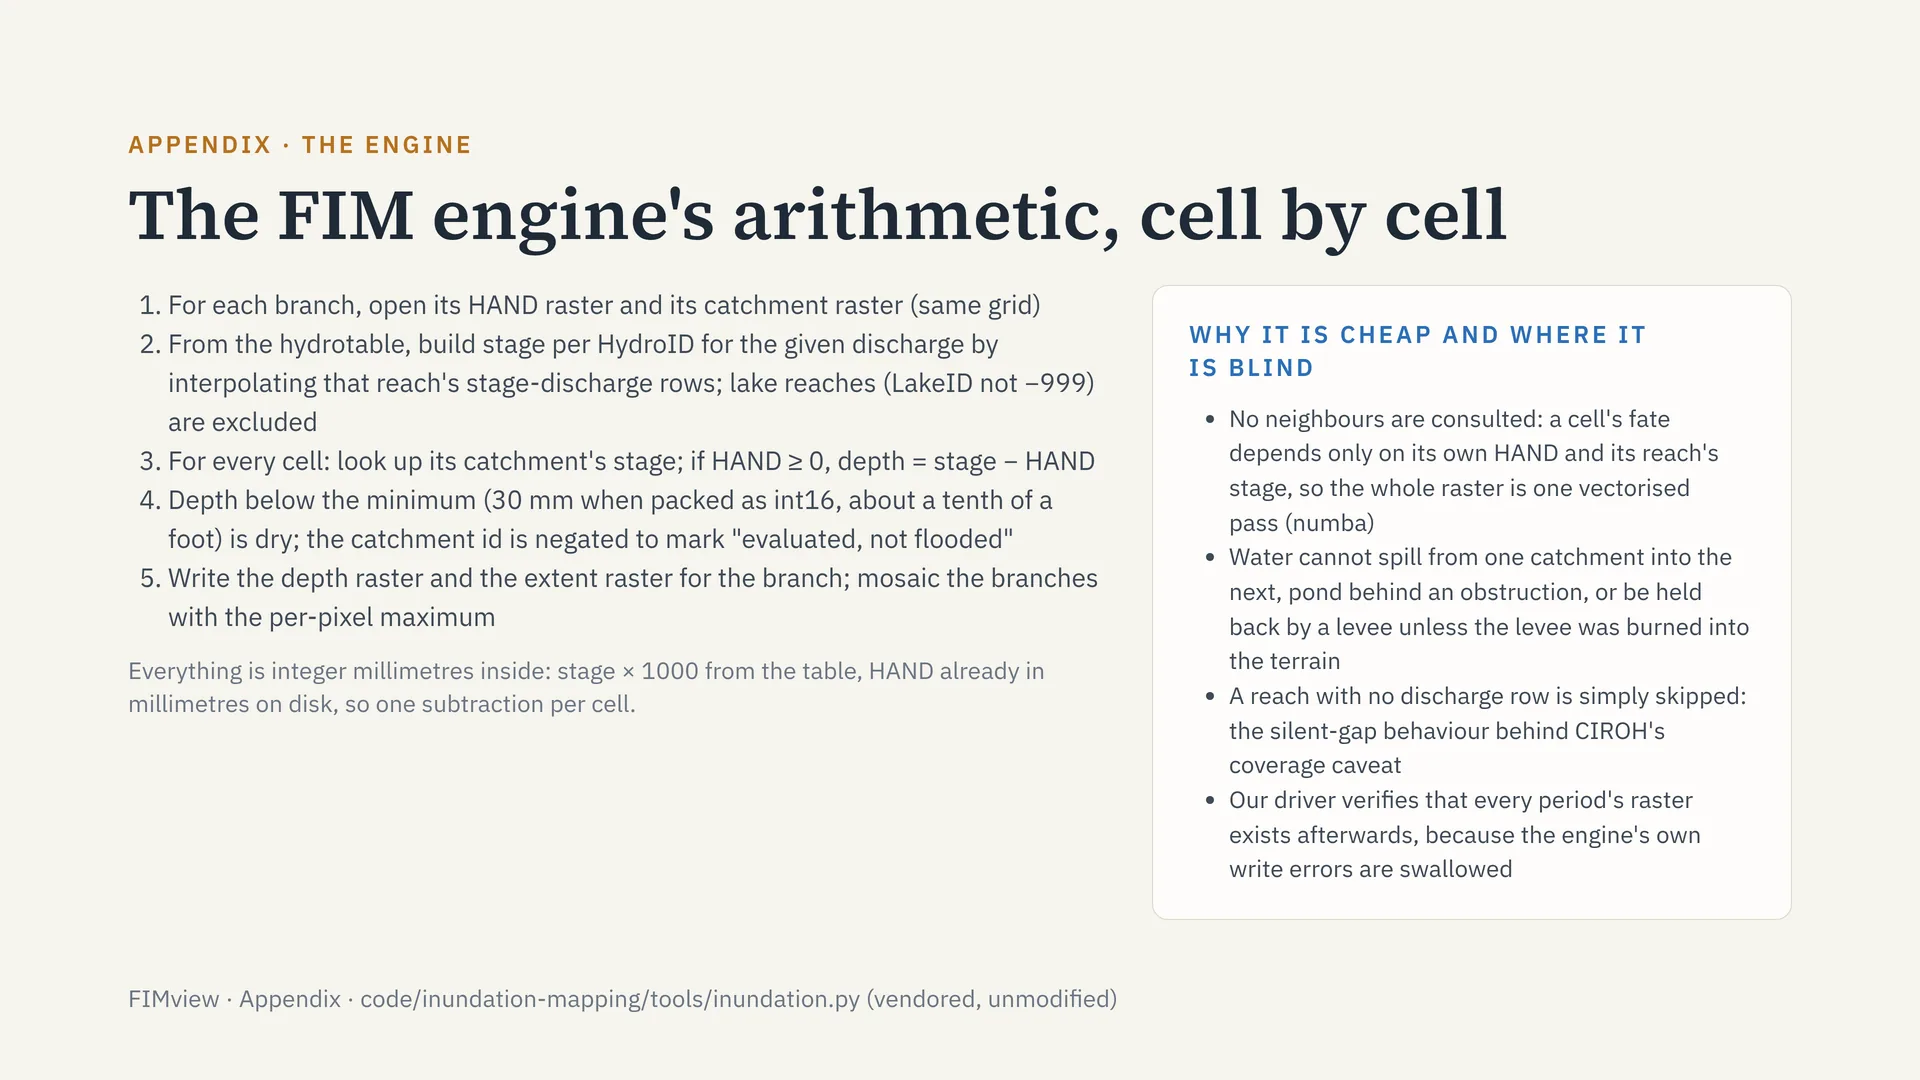 APPENDIX · THE ENGINE
The FIM engine's arithmetic, cell by cell
1. For each branch, open its HAND raster and its catchment raster (same grid)
2. From the hydrotable, build stage per HydroID for the given discharge by
interpolating that reach's stage-discharge rows; lake reaches (LakeID not −999)
are excluded
3. For every cell: look up its catchment's stage; if HAND ≥ 0, depth = stage − HAND
4. Depth below the minimum (30 mm when packed as int16, about a tenth of a
foot) is dry; the catchment id is negated to mark "evaluated, not flooded"
5. Write the depth raster and the extent raster for the branch; mosaic the branches
with the per-pixel maximum
Everything is integer millimetres inside: stage × 1000 from the table, HAND already in
millimetres on disk, so one subtraction per cell.
WHY IT IS CHEAP AND WHERE IT
IS BLIND
• No neighbours are consulted: a cell's fate
depends only on its own HAND and its reach's
stage, so the whole raster is one vectorised
pass (numba)
• Water cannot spill from one catchment into the
next, pond behind an obstruction, or be held
back by a levee unless the levee was burned into
the terrain
• A reach with no discharge row is simply skipped:
the silent-gap behaviour behind CIROH's
coverage caveat
• Our driver verifies that every period's raster
exists afterwards, because the engine's own
write errors are swallowed
FIMview · Appendix · code/inundation-mapping/tools/inundation.py (vendored, unmodified)